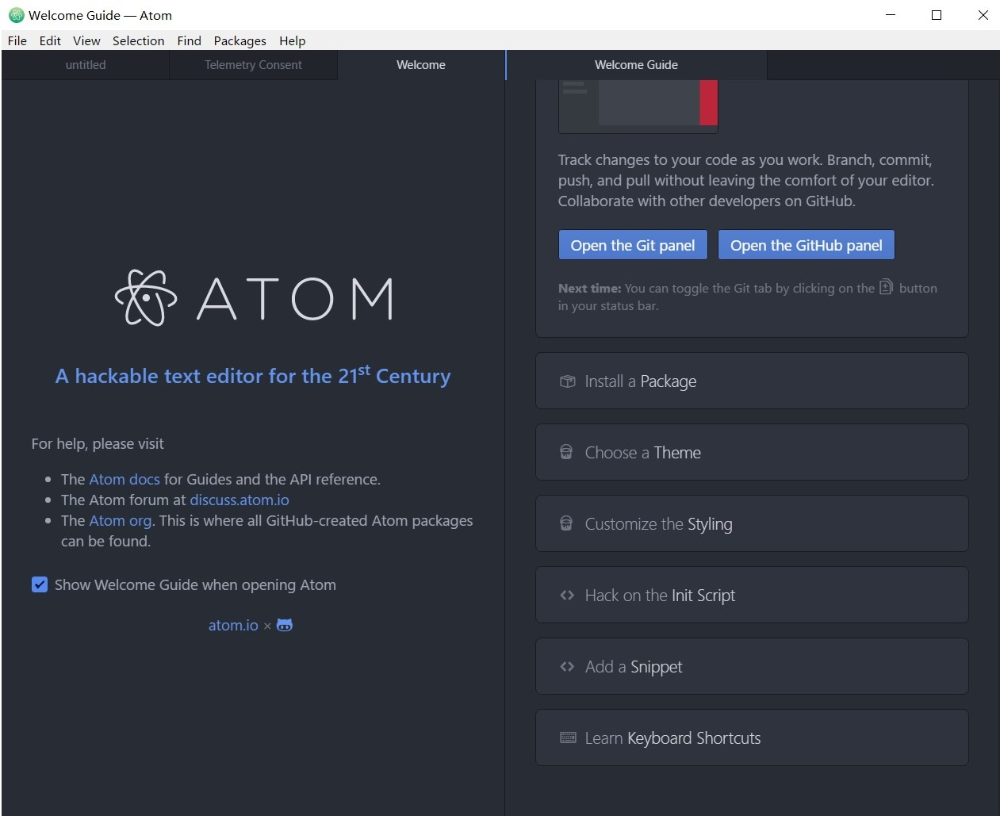 Welcome Guide — Atom
File Edit View Selection Find Packages Help
untitled Telemetry Consent Welcome Welcome Guide
ATOM
A hackable text editor for the 21st Century
For help, please visit
The Atom docs for Guides and the API reference.
The Atom forum at discuss.atom.io
The Atom org. This is where all GitHub-created Atom packages
can be found.
Show Welcome Guide when opening Atom
atom.io ×
Track changes to your code as you work. Branch, commit,
push, and pull without leaving the comfort of your editor.
Collaborate with other developers on GitHub.
Open the Git panel Open the GitHub panel
Next time: You can toggle the Git tab by clicking on the button
in your status bar.
Install a Package
Choose a Theme
Customize the Styling
Hack on the Init Script
Add a Snippet
Learn Keyboard Shortcuts